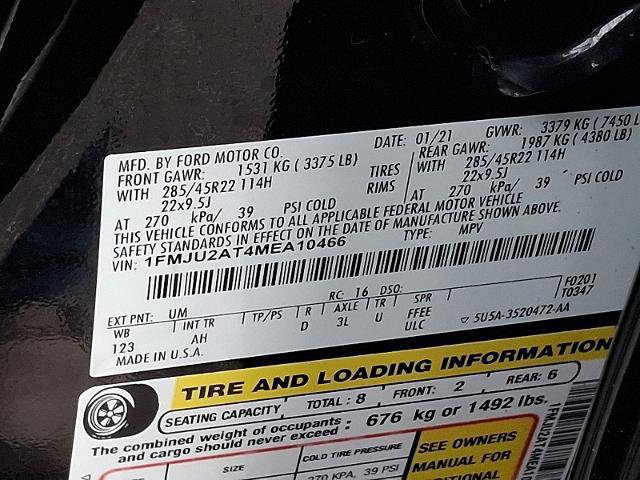 MFD. BY FORD MOTOR CO.
DATE: 01/21 GVWR: 3379 KG ( 7450 L
FRONT GAWR: 1531 KG ( 3375 LB) REAR GAWR: 1987 KG ( 4380 LB)
WITH 285/45R22 114H TIRES 285/45R22 114H
22x9.5J RIMS WITH 22x9.5J
AT 270 kPa/ 39 PSI COLD AT 270 kPa/ 39 PSI COLD
THIS VEHICLE CONFORMS TO ALL APPLICABLE FEDERAL MOTOR VEHICLE
SAFETY STANDARDS IN EFFECT ON THE DATE OF MANUFACTURE SHOWN ABOVE.
VIN: 1FMJU2AT4MEA10466 TYPE: MPV
EXT PNT: UM RC: 16 DSO: F0201
WB INT TR TP/PS R AXLE TR SPR T0347
123 AH D 3L U FFEE
ULC 5U5A-3520472-AA
MADE IN U.S.A.
TIRE AND LOADING INFORMATION
SEATING CAPACITY TOTAL : 8 FRONT: 2 REAR: 6
The combined weight of occupants
and cargo should never exceed : 676 kg or 1492 lbs.
SIZE COLD TIRE PRESSURE SEE OWNERS
270 KPA, 39 PSI MANUAL FOR